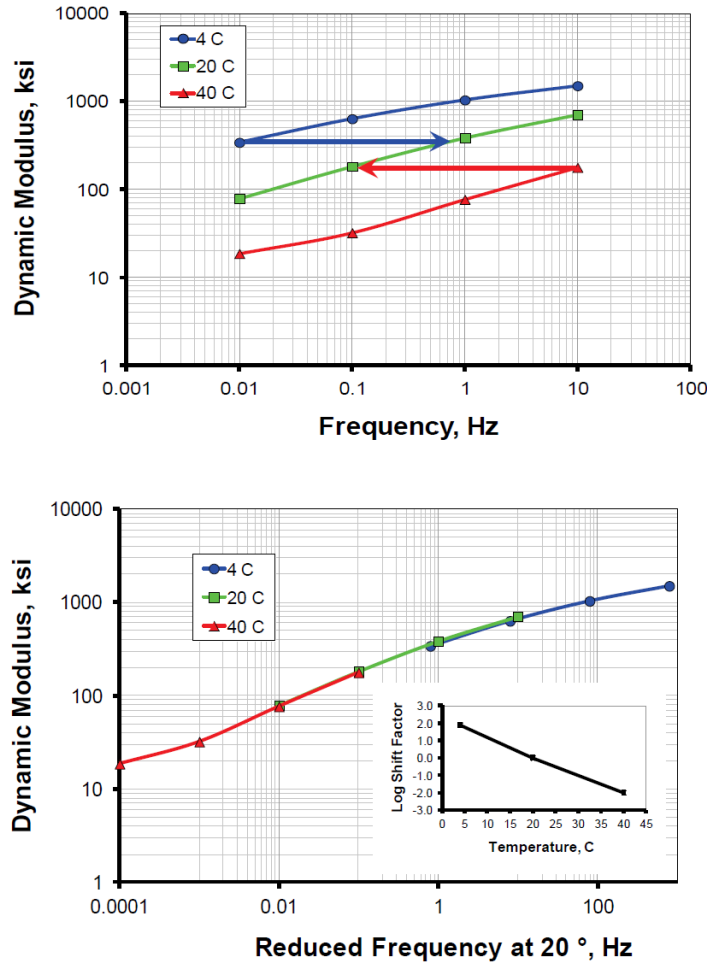 10000
1000
100
10
1
Dynamic Modulus, ksi
4 C
20 C
40 C
0.001
0.01
0.1
1
10
100
Frequency, Hz
10000
1000
100
10
1
Dynamic Modulus, ksi
4 C
20 C
40 C
3.0
2.0
1.0
0.0
-1.0
-2.0
-3.0
Log Shift Factor
0 5 10 15 20 25 30 35 40 45
Temperature, C
0.0001
0.01
1
100
Reduced Frequency at 20 °, Hz